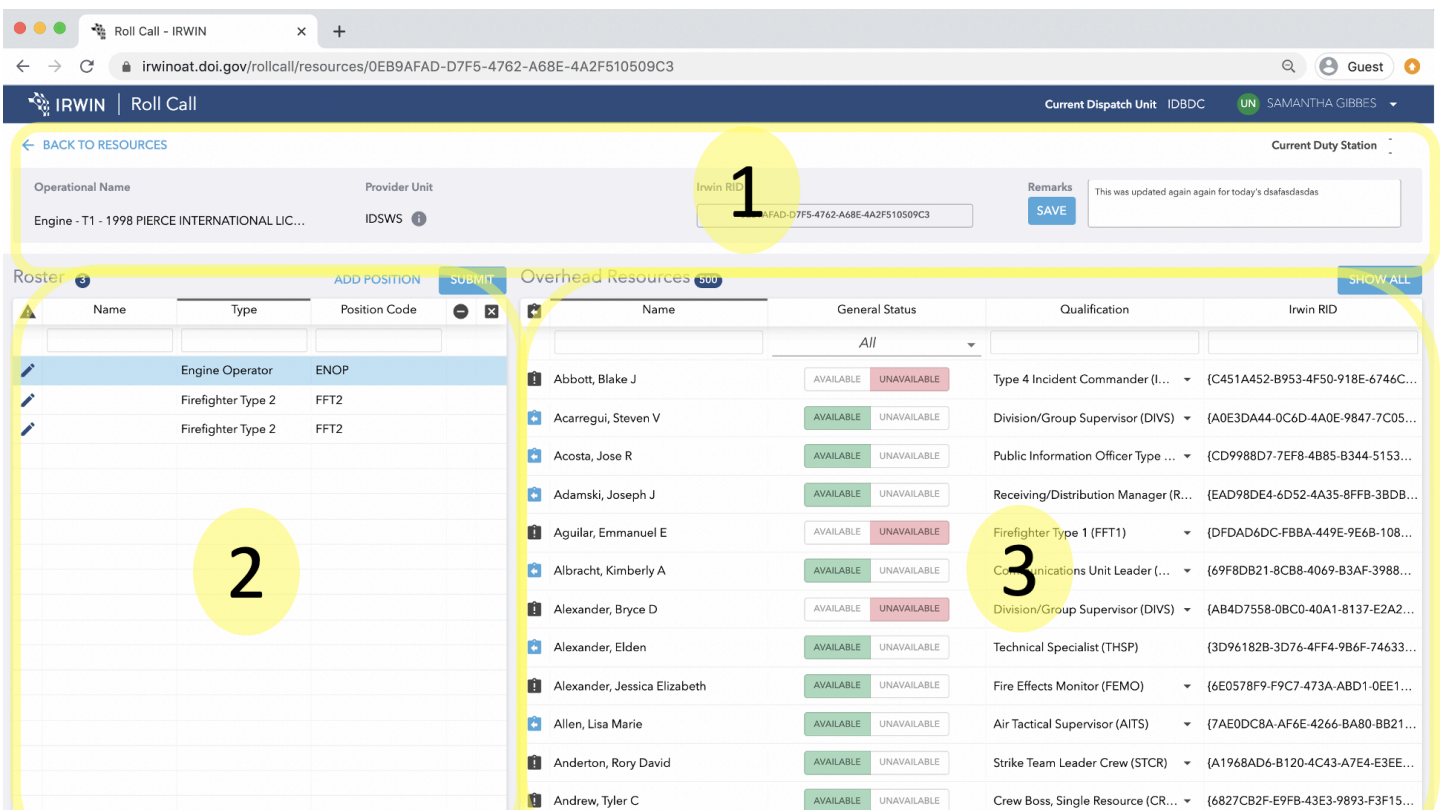 Roll Call - IRWIN
irwinoat.doi.gov/rollcall/resources/0EB9AFAD-D7F5-4762-A68E-4A2F510509C3
Guest
IRWIN | Roll Call
Current Dispatch Unit IDBDC
UN SAMANTHA GIBBES
BACK TO RESOURCES
Current Duty Station
1
Operational Name
Provider Unit
Irwin RID
Remarks
Engine - T1 - 1998 PIERCE INTERNATIONAL LIC...
IDSWS
AFAD-D7F5-4762-A68E-4A2F510509C3
SAVE
This was updated again again for today's dsafasdasdas
Roster 3
ADD POSITION
SUBMIT
Overhead Resources 500
SHOW ALL
Name Type Position Code
Engine Operator ENOP
Firefighter Type 2 FFT2
Firefighter Type 2 FFT2
2
Name General Status Qualification Irwin RID
All
Abbott, Blake J AVAILABLE UNAVAILABLE Type 4 Incident Commander (I... {C451A452-B953-4F50-918E-6746C...
Acarregui, Steven V AVAILABLE UNAVAILABLE Division/Group Supervisor (DIVS) {A0E3DA44-0C6D-4A0E-9847-7C05...
Acosta, Jose R AVAILABLE UNAVAILABLE Public Information Officer Type ... {CD9988D7-7EF8-4B85-B344-5153...
Adamski, Joseph J AVAILABLE UNAVAILABLE Receiving/Distribution Manager (R... {EAD98DE4-6D52-4A35-8FFB-3BDB...
Aguilar, Emmanuel E AVAILABLE UNAVAILABLE Firefighter Type 1 (FFT1) {DFDAD6DC-FBBA-449E-9E6B-108...
Albracht, Kimberly A AVAILABLE UNAVAILABLE Communications Unit Leader (... {69F8DB21-8CB8-4069-B3AF-3988...
3
Alexander, Bryce D AVAILABLE UNAVAILABLE Division/Group Supervisor (DIVS) {AB4D7558-0BC0-40A1-8137-E2A2...
Alexander, Elden AVAILABLE UNAVAILABLE Technical Specialist (THSP) {3D96182B-3D76-4FF4-9B6F-74633...
Alexander, Jessica Elizabeth AVAILABLE UNAVAILABLE Fire Effects Monitor (FEMO) {6E0578F9-F9C7-473A-ABD1-0EE1...
Allen, Lisa Marie AVAILABLE UNAVAILABLE Air Tactical Supervisor (AITS) {7AE0DC8A-AF6E-4266-BA80-BB21...
Anderton, Rory David AVAILABLE UNAVAILABLE Strike Team Leader Crew (STCR) {A1968AD6-B120-4C43-A7E4-E3EE...
Andrew, Tyler C AVAILABLE UNAVAILABLE Crew Boss, Single Resource (CR... {6827CB2F-E9FB-43E3-9893-F3F15...